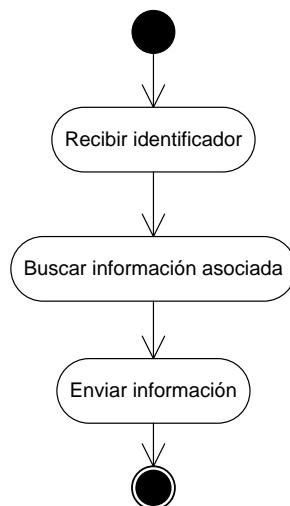 Recibir identificador
Buscar información asociada
Enviar información